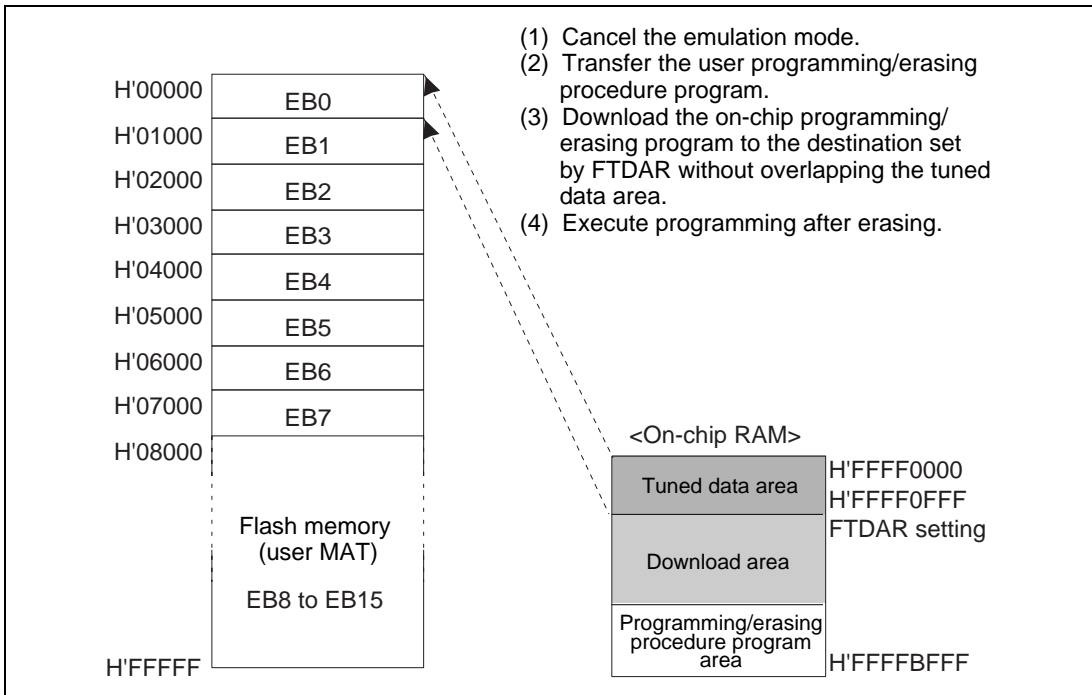 (1) Cancel the emulation mode.
(2) Transfer the user programming/erasing
procedure program.
(3) Download the on-chip programming/
erasing program to the destination set
by FTDAR without overlapping the tuned
data area.
(4) Execute programming after erasing.
H'00000
EB0
H'01000
EB1
H'02000
EB2
H'03000
EB3
H'04000
EB4
H'05000
EB5
H'06000
EB6
H'07000
EB7
H'08000
Flash memory
(user MAT)
EB8 to EB15
H'FFFFF
<On-chip RAM>
Tuned data area
H'FFFF0000
H'FFFF0FFF
FTDAR setting
Download area
Programming/erasing
procedure program
area
H'FFFFBFFF